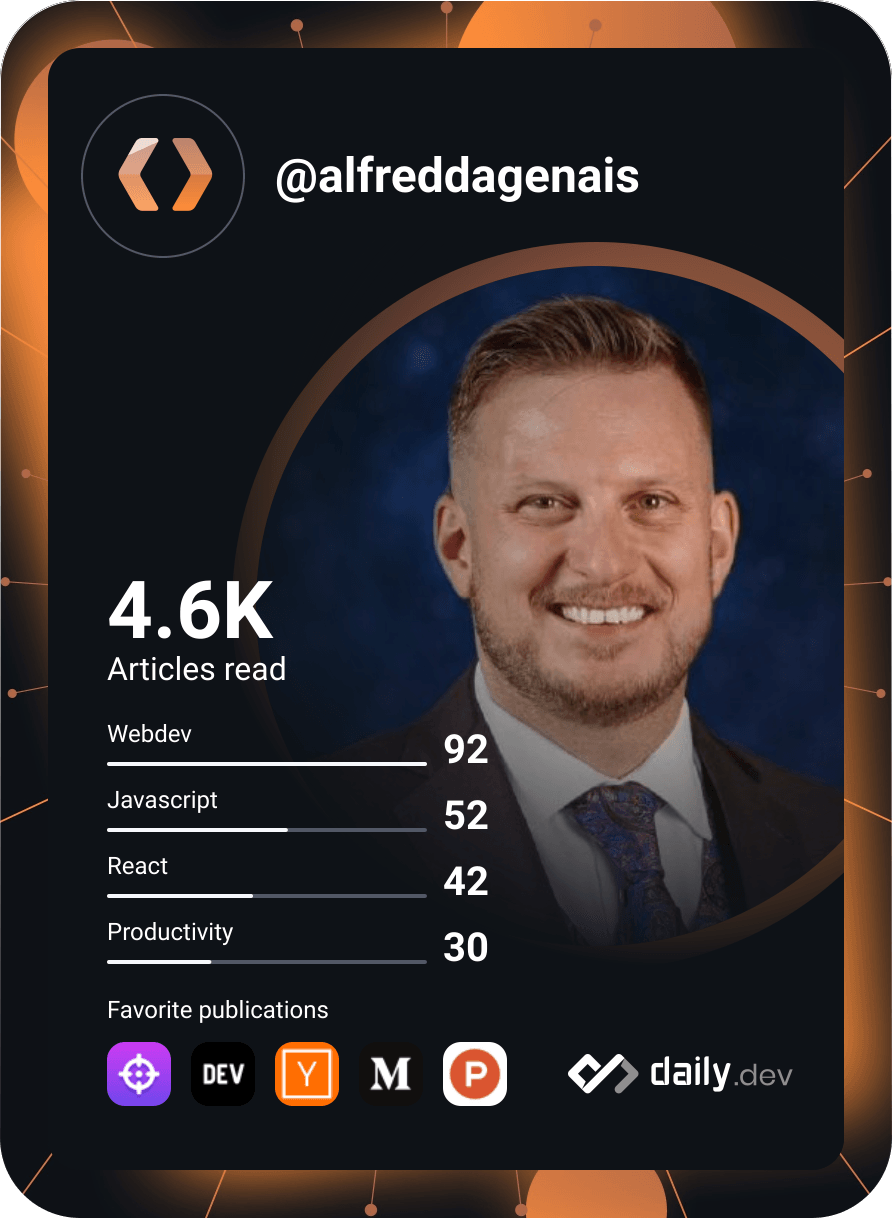 @alfreddagenais
4.6K
Articles read
Webdev
92
Javascript
52
React
42
Productivity
30
Favorite publications
DEV
Y
M
P
daily.dev